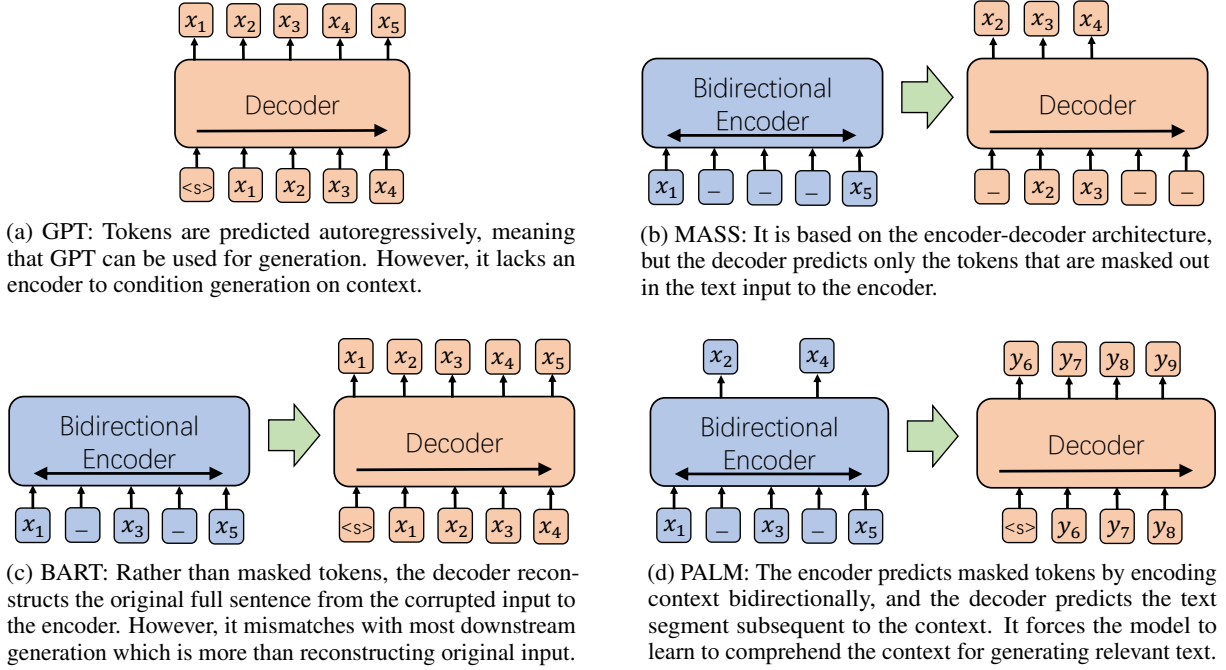 x₁ x₂ x₃ x₄ x₅
Decoder
<s> x₁ x₂ x₃ x₄
(a) GPT: Tokens are predicted autoregressively, meaning
that GPT can be used for generation. However, it lacks an
encoder to condition generation on context.
x₂ x₃ x₄
Bidirectional
Encoder
Decoder
x₁ _ _ _ x₅
_ x₂ x₃ _ _
(b) MASS: It is based on the encoder-decoder architecture,
but the decoder predicts only the tokens that are masked out
in the text input to the encoder.
x₁ x₂ x₃ x₄ x₅
Bidirectional
Encoder
Decoder
x₁ _ x₃ _ x₅
<s> x₁ x₂ x₃ x₄
(c) BART: Rather than masked tokens, the decoder recon-
structs the original full sentence from the corrupted input to
the encoder. However, it mismatches with most downstream
generation which is more than reconstructing original input.
x₂ x₄
y₆ y₇ y₈ y₉
Bidirectional
Encoder
Decoder
x₁ _ x₃ _ x₅
<s> y₆ y₇ y₈
(d) PALM: The encoder predicts masked tokens by encoding
context bidirectionally, and the decoder predicts the text
segment subsequent to the context. It forces the model to
learn to comprehend the context for generating relevant text.